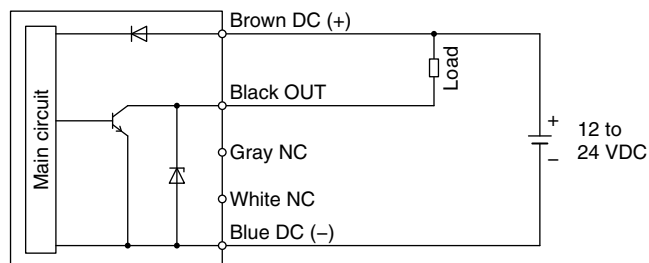 Brown DC (+)
Load
Main circuit
Black OUT
+
12 to
24 VDC
−
Gray NC
White NC
Blue DC (−)